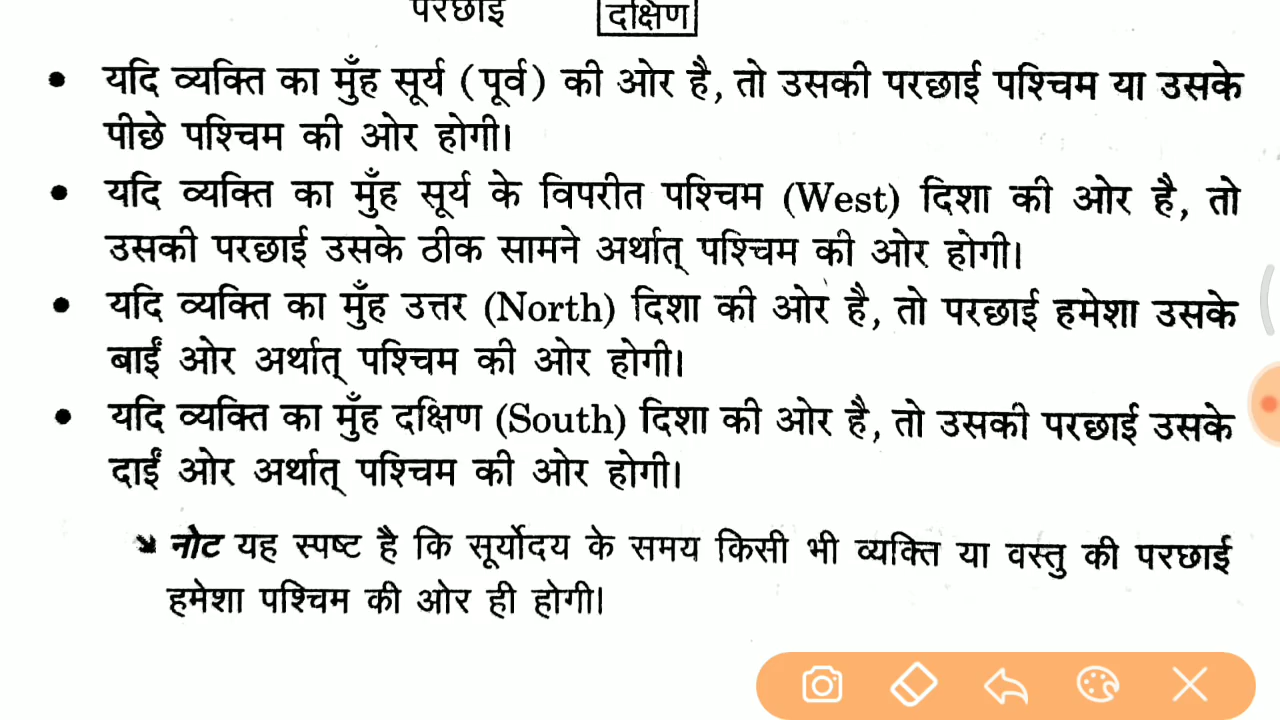 परछाई दक्षिण
• यदि व्यक्ति का मुँह सूर्य (पूर्व) की ओर है, तो उसकी परछाई पश्चिम या उसके
पीछे पश्चिम की ओर होगी।
• यदि व्यक्ति का मुँह सूर्य के विपरीत पश्चिम (West) दिशा की ओर है, तो
उसकी परछाई उसके ठीक सामने अर्थात् पश्चिम की ओर होगी।
• यदि व्यक्ति का मुँह उत्तर (North) दिशा की ओर है, तो परछाई हमेशा उसके
बाईं ओर अर्थात् पश्चिम की ओर होगी।
• यदि व्यक्ति का मुँह दक्षिण (South) दिशा की ओर है, तो उसकी परछाई उसके
दाईं ओर अर्थात् पश्चिम की ओर होगी।
नोट यह स्पष्ट है कि सूर्योदय के समय किसी भी व्यक्ति या वस्तु की परछाई
हमेशा पश्चिम की ओर ही होगी।